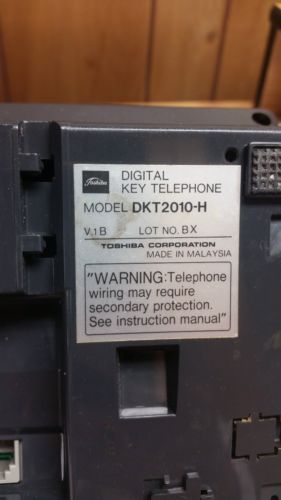 Toshiba
DIGITAL
KEY TELEPHONE
MODEL DKT2010-H
V.1B LOT NO. BX
TOSHIBA CORPORATION
MADE IN MALAYSIA
"WARNING:Telephone
wiring may require
secondary protection.
See instruction manual"